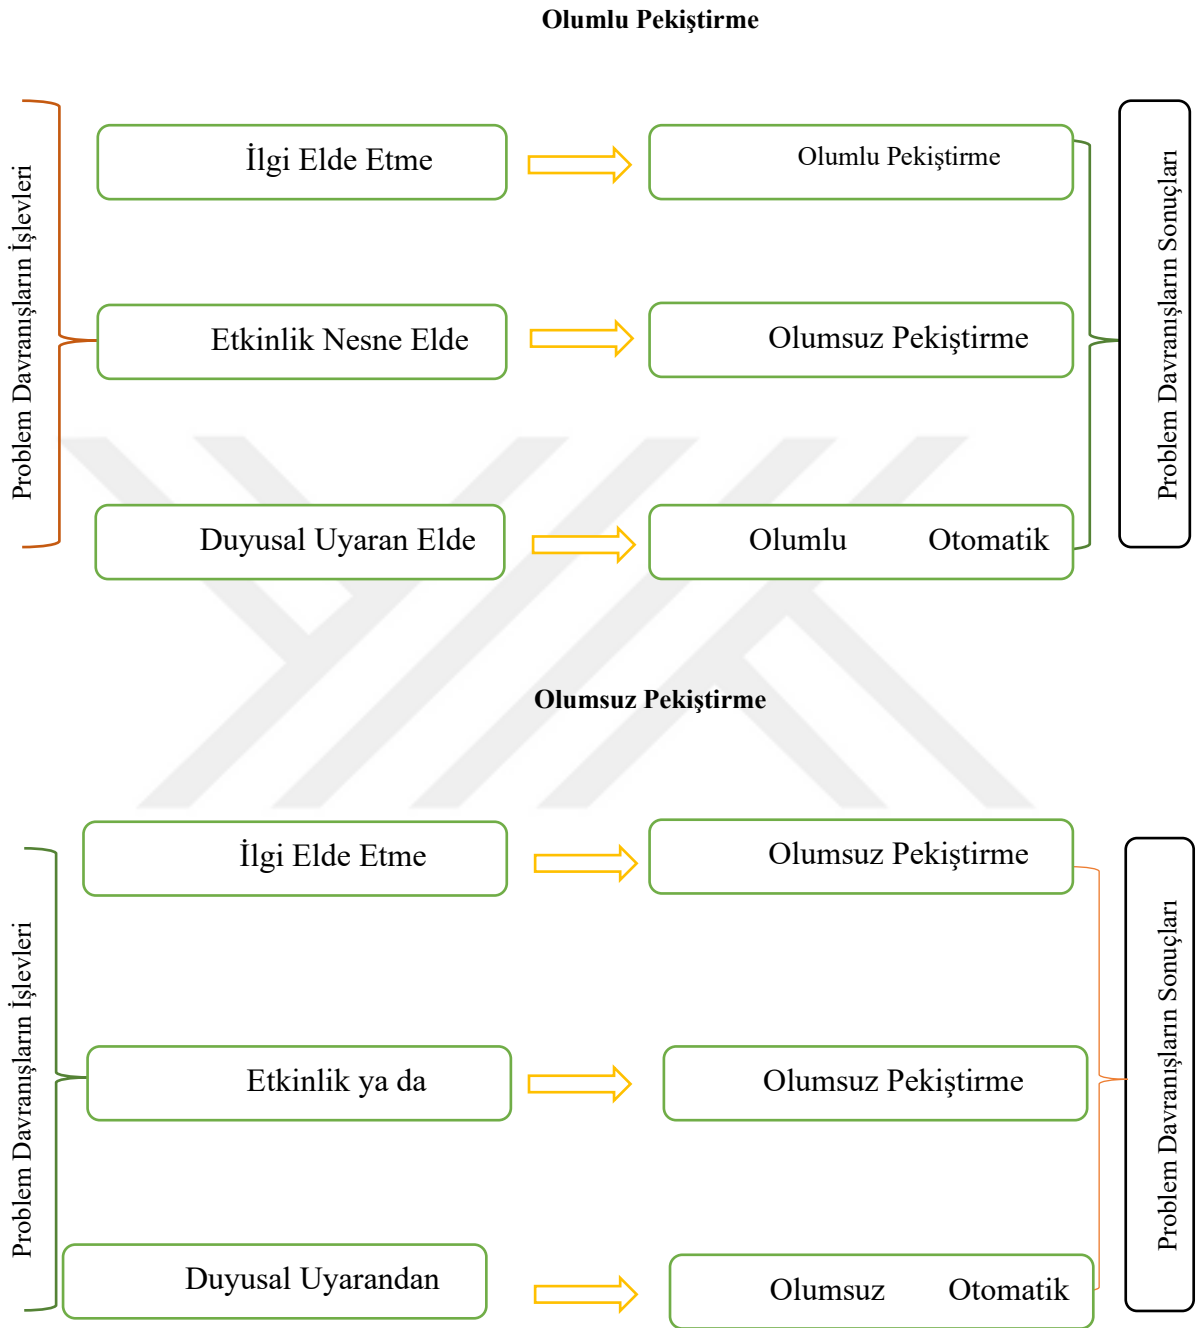 Olumlu Pekiştirme
Problem Davranışların İşlevleri
İlgi Elde Etme
Olumlu Pekiştirme
Etkinlik Nesne Elde
Olumsuz Pekiştirme
Duyusal Uyaran Elde
Olumlu Otomatik
Problem Davranışların Sonuçları
Olumsuz Pekiştirme
Problem Davranışların İşlevleri
İlgi Elde Etme
Olumsuz Pekiştirme
Etkinlik ya da
Olumsuz Pekiştirme
Duyusal Uyarandan
Olumsuz Otomatik
Problem Davranışların Sonuçları